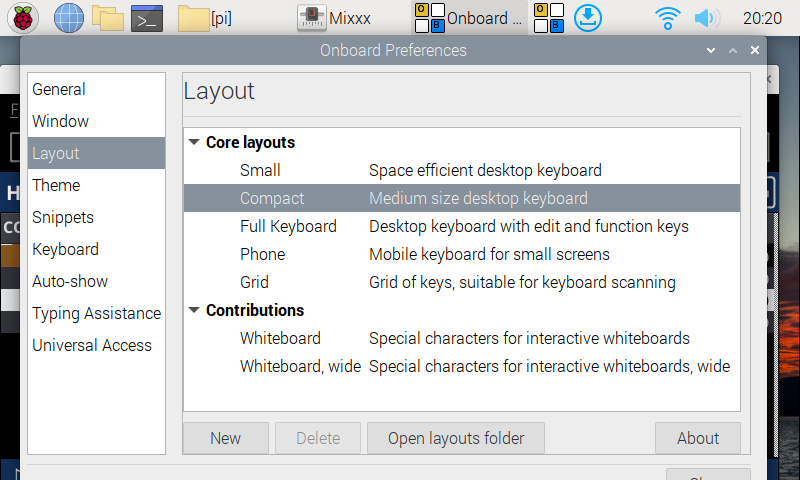 [pi] Mixxx Onboard ... 20:20
Onboard Preferences
General
Window
Layout
Theme
Snippets
Keyboard
Auto-show
Typing Assistance
Universal Access
Layout
Core layouts
Small Space efficient desktop keyboard
Compact Medium size desktop keyboard
Full Keyboard Desktop keyboard with edit and function keys
Phone Mobile keyboard for small screens
Grid Grid of keys, suitable for keyboard scanning
Contributions
Whiteboard Special characters for interactive whiteboards
Whiteboard, wide Special characters for interactive whiteboards, wide
New Delete Open layouts folder About